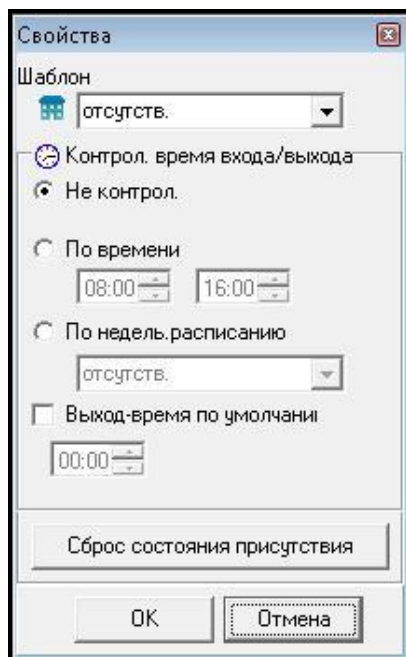 Свойства
Шаблон
отсутств.
Контрол. время входа/выхода
Не контрол.
По времени
08:00 16:00
По недель.расписанию
отсутств.
Выход-время по умолчани
00:00
Сброс состояния присутствия
OK Отмена